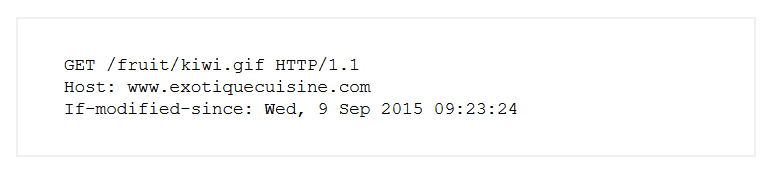 GET /fruit/kiwi.gif HTTP/1.1
Host: www.exotiquecuisine.com
If-modified-since: Wed, 9 Sep 2015 09:23:24